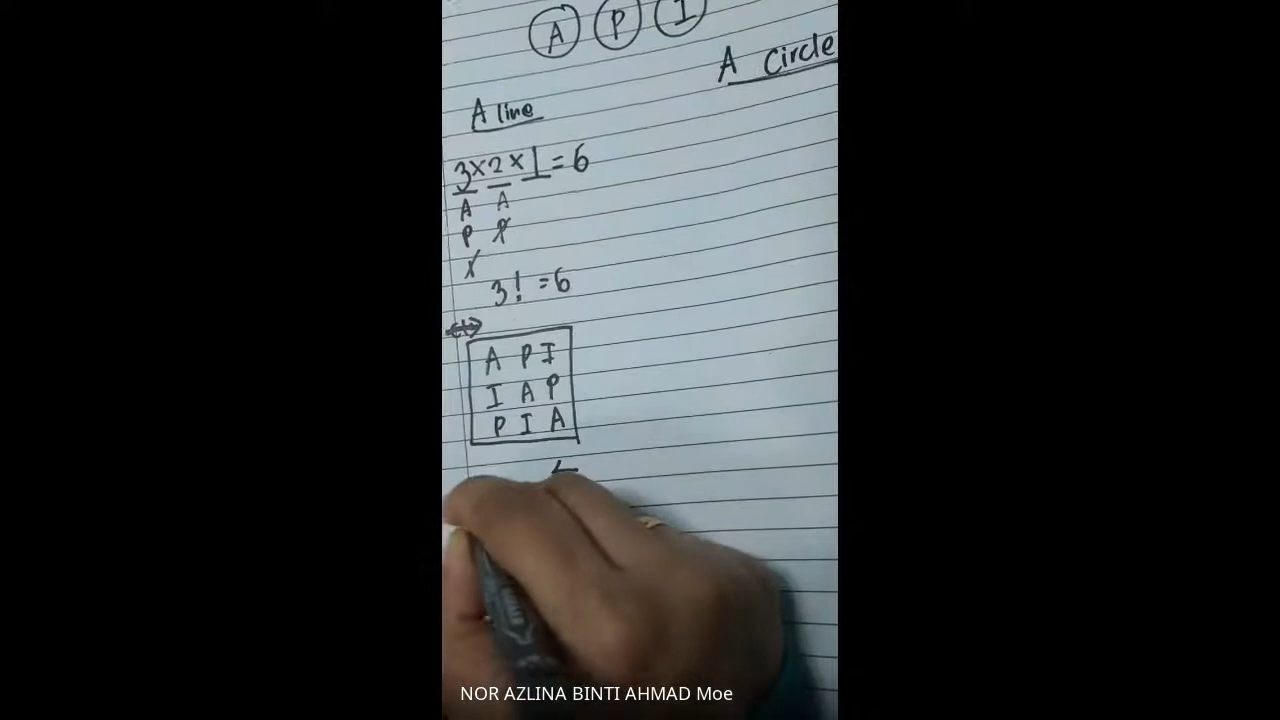 A P I
A Circle
A line
3 × 2 × 1 = 6
A A
P P
I
3! = 6
A P I
I A P
P I A
←
NOR AZLINA BINTI AHMAD Moe